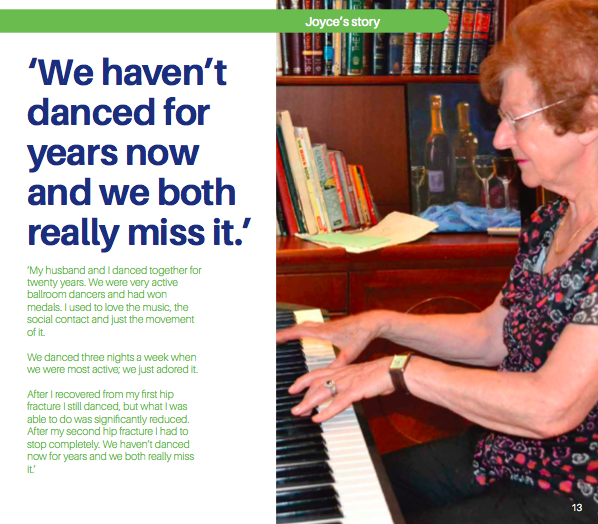 Joyce's story
‘We haven’t
danced for
years now
and we both
really miss it.’
‘My husband and I danced together for
twenty years. We were very active
ballroom dancers and had won
medals. I used to love the music, the
social contact and just the movement
of it.
We danced three nights a week when
we were most active; we just adored it.
After I recovered from my first hip
fracture I still danced, but what I was
able to do was significantly reduced.
After my second hip fracture I had to
stop completely. We haven’t danced
now for years and we both really miss
it.’
13